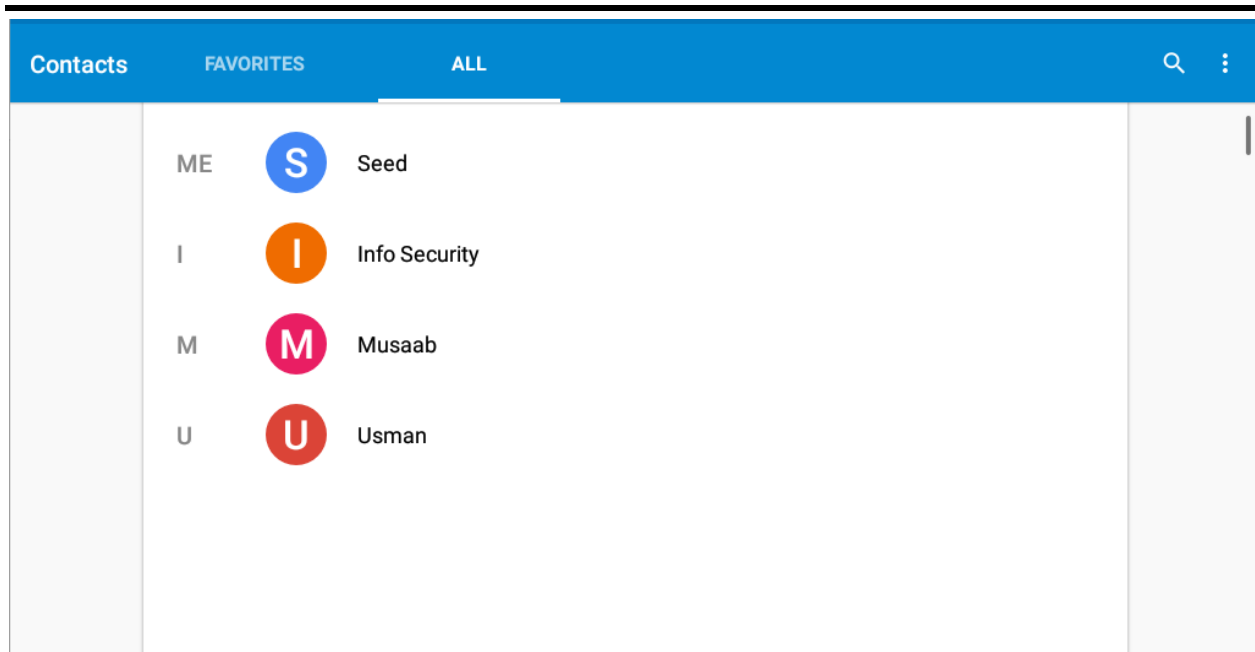 Contacts FAVORITES ALL
ME S Seed
I I Info Security
M M Musaab
U U Usman